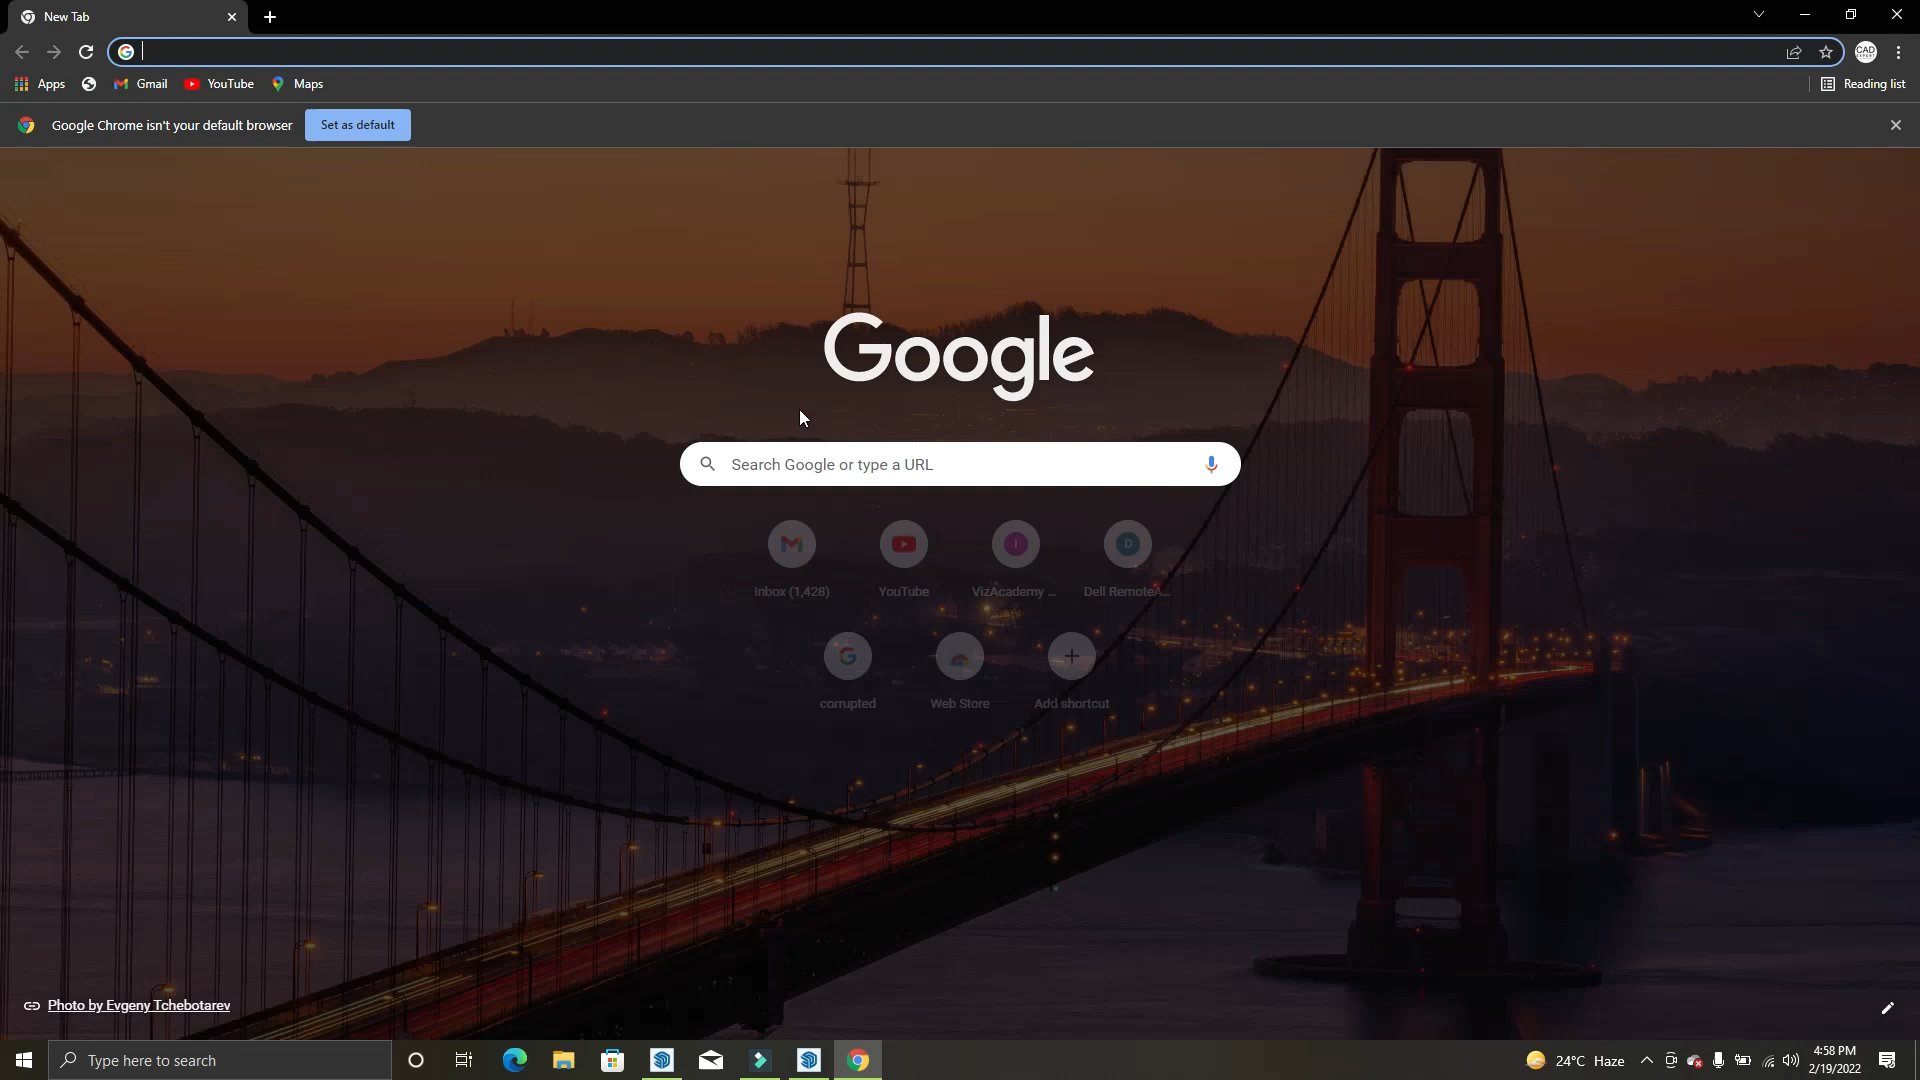 New Tab
Apps Gmail YouTube Maps Reading list
Google Chrome isn't your default browser Set as default
CAD EXPERT
Google
Search Google or type a URL
Inbox (1,428) YouTube VizAcademy ... Dell RemoteA...
I D
corrupted Web Store Add shortcut
Photo by Evgeny Tchebotarev
Type here to search
24°C Haze
4:58 PM
2/19/2022